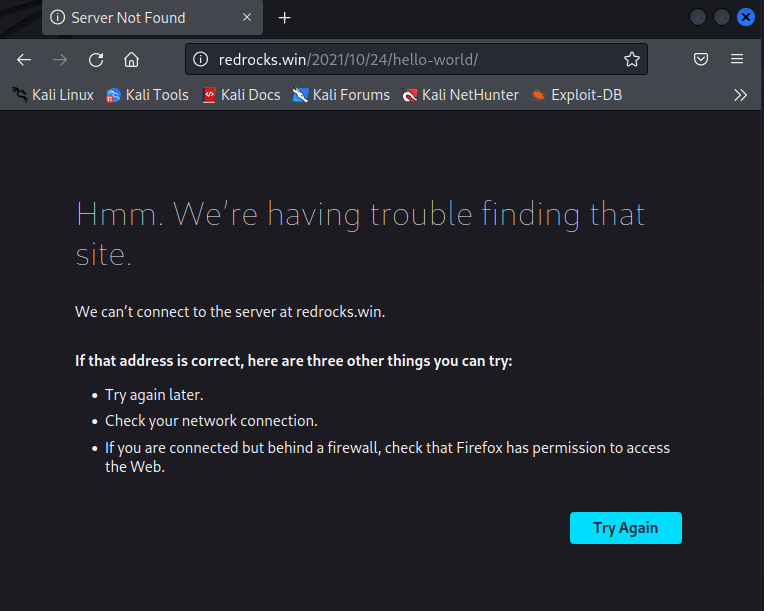 Server Not Found
redrocks.win/2021/10/24/hello-world/
Kali Linux Kali Tools Kali Docs Kali Forums Kali NetHunter Exploit-DB
Hmm. We’re having trouble finding that
site.
We can’t connect to the server at redrocks.win.
If that address is correct, here are three other things you can try:
Try again later.
Check your network connection.
If you are connected but behind a firewall, check that Firefox has permission to access
the Web.
Try Again